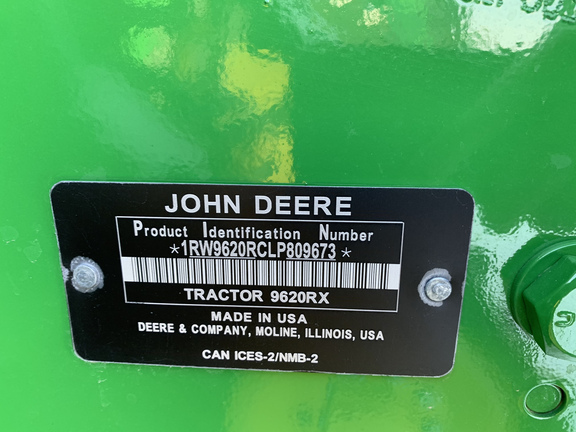 JOHN DEERE
Product Identification Number
*1RW9620RCLP809673*
TRACTOR 9620RX
MADE IN USA
DEERE & COMPANY, MOLINE, ILLINOIS, USA
CAN ICES-2/NMB-2